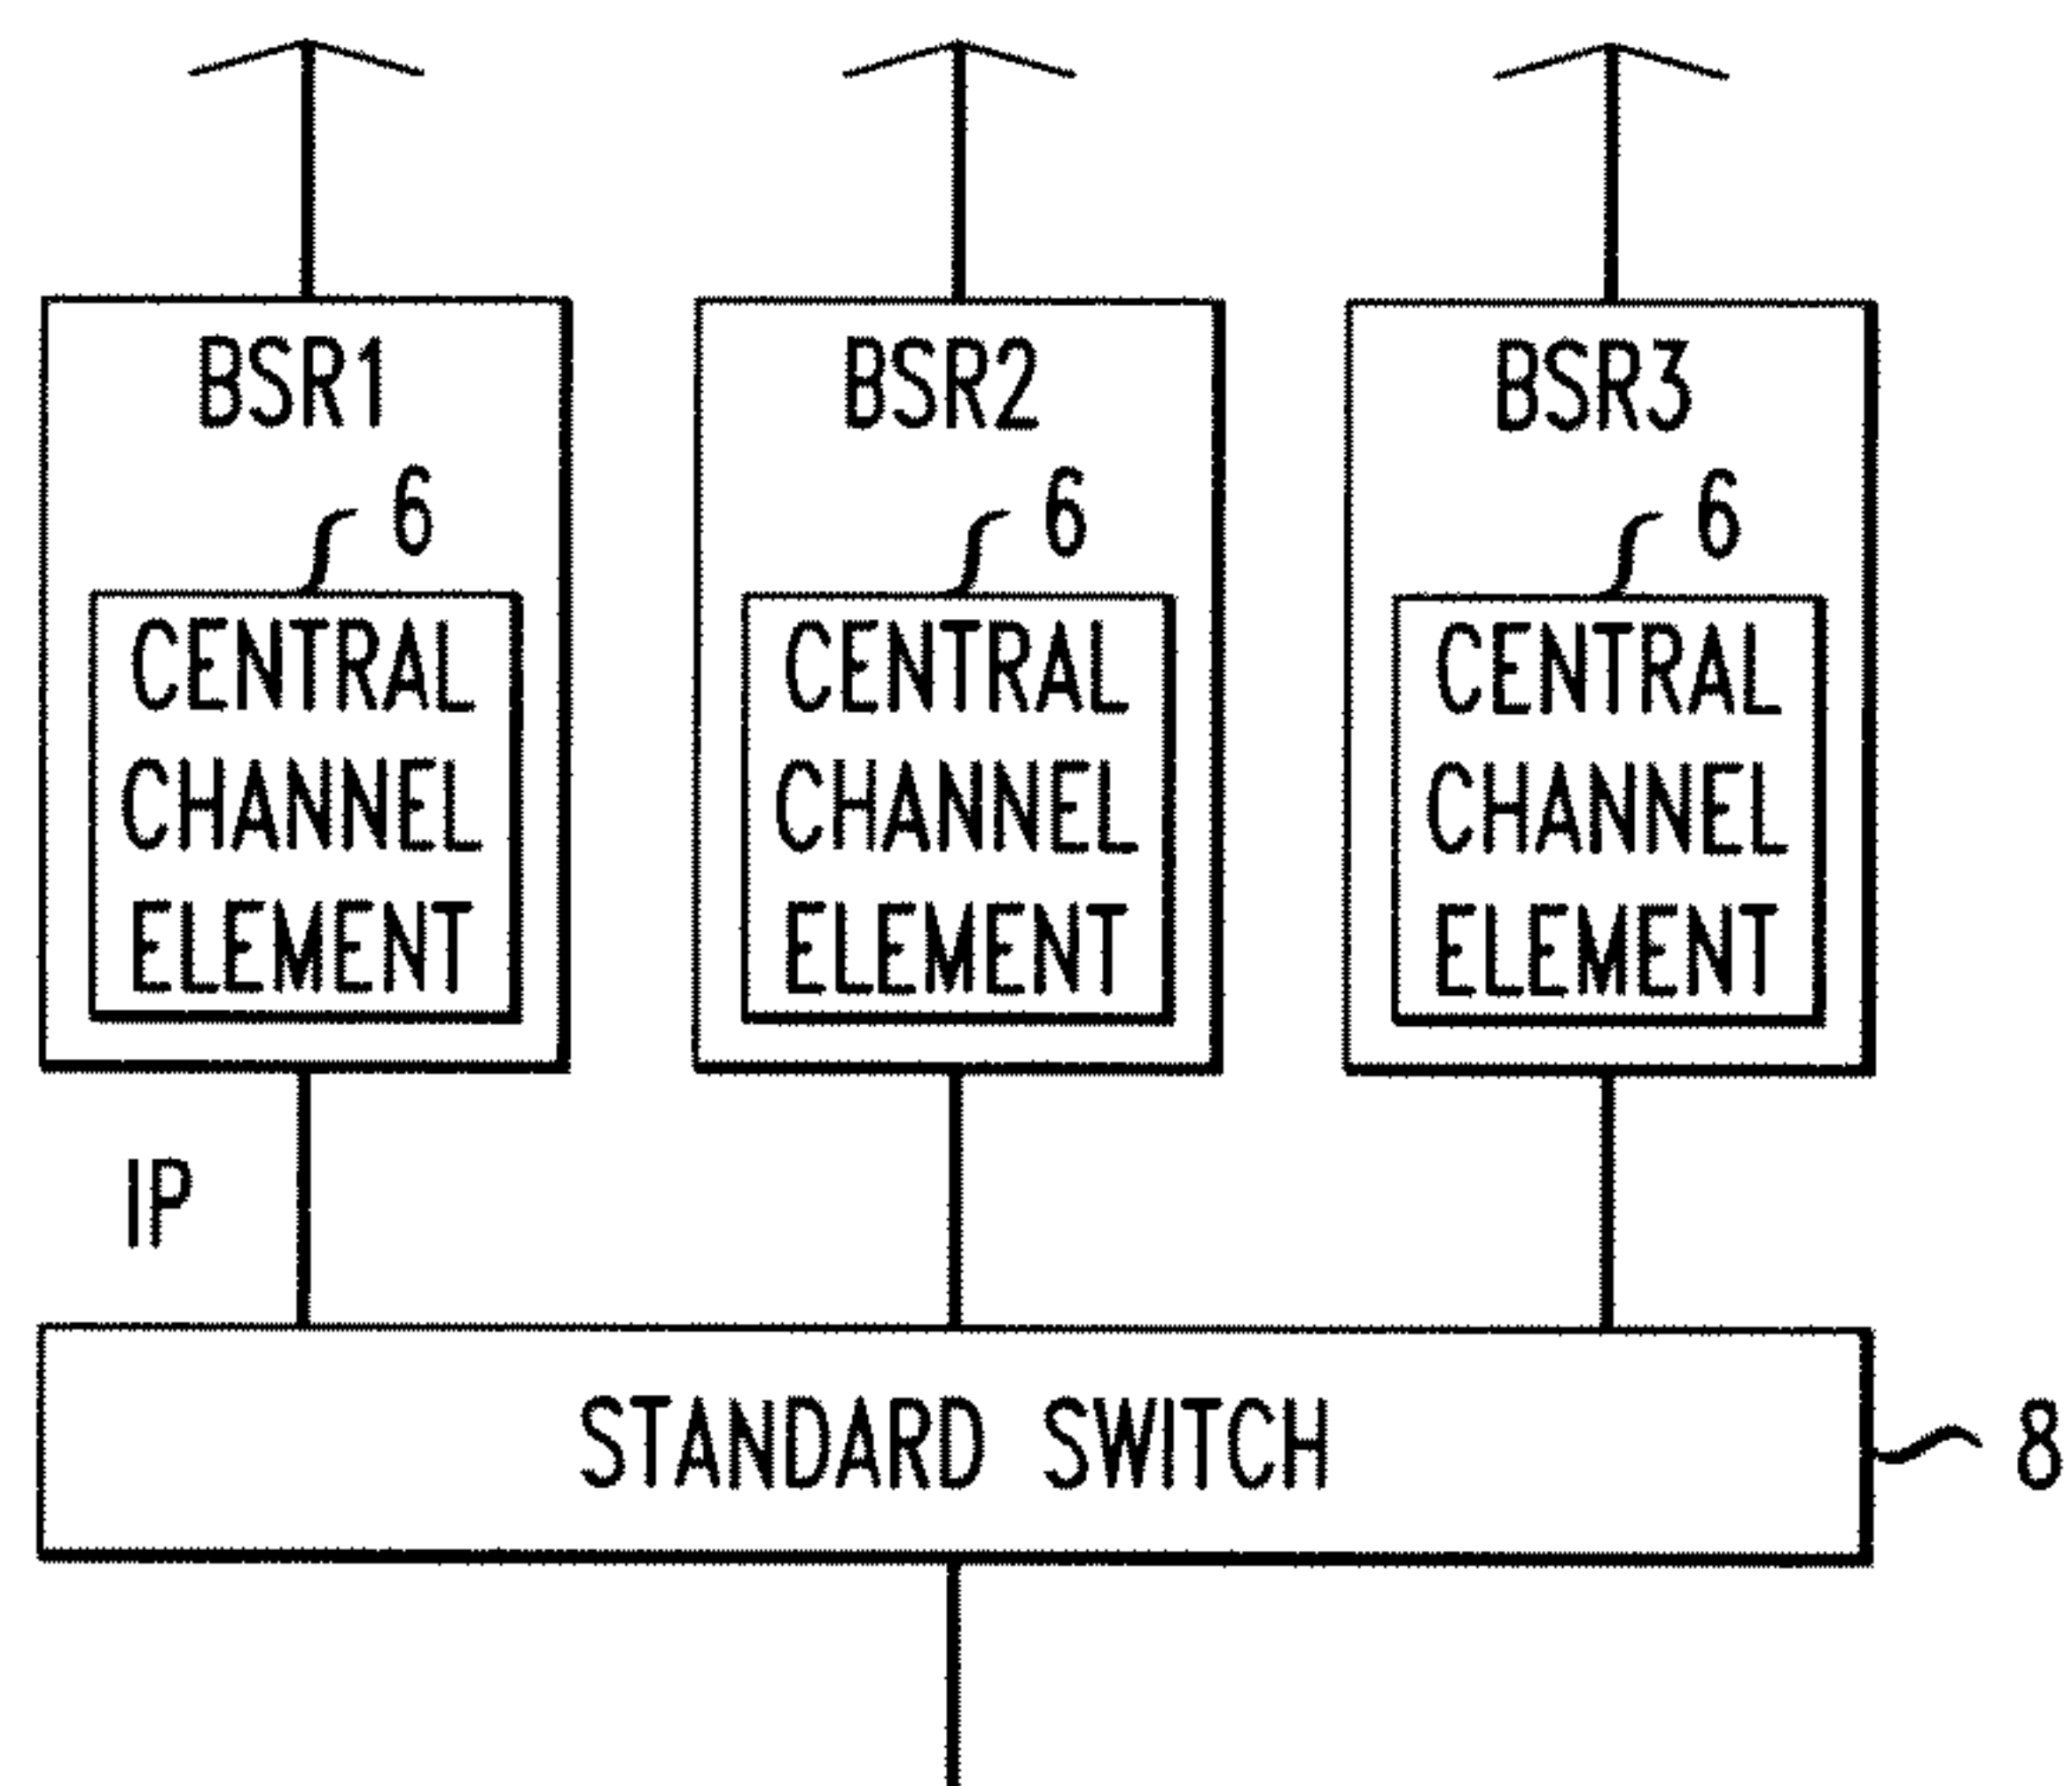 BSR1
6
CENTRAL
CHANNEL
ELEMENT
BSR2
6
CENTRAL
CHANNEL
ELEMENT
BSR3
6
CENTRAL
CHANNEL
ELEMENT
IP
STANDARD SWITCH
8